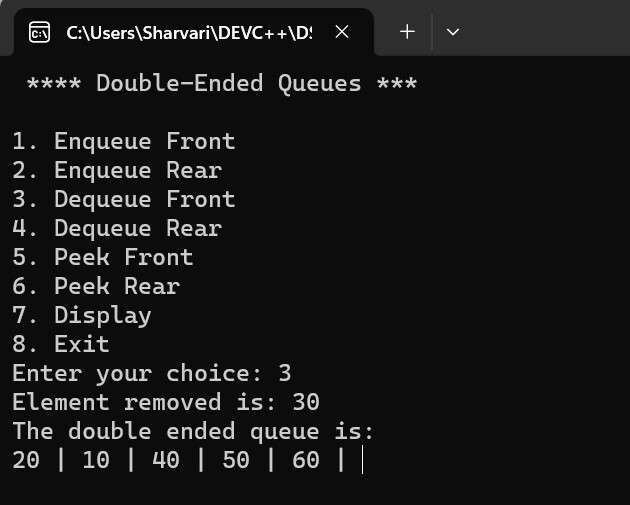 C:\Users\Sharvari\DEVC++\DS
**** Double-Ended Queues ***
1. Enqueue Front
2. Enqueue Rear
3. Dequeue Front
4. Dequeue Rear
5. Peek Front
6. Peek Rear
7. Display
8. Exit
Enter your choice: 3
Element removed is: 30
The double ended queue is:
20 | 10 | 40 | 50 | 60 |